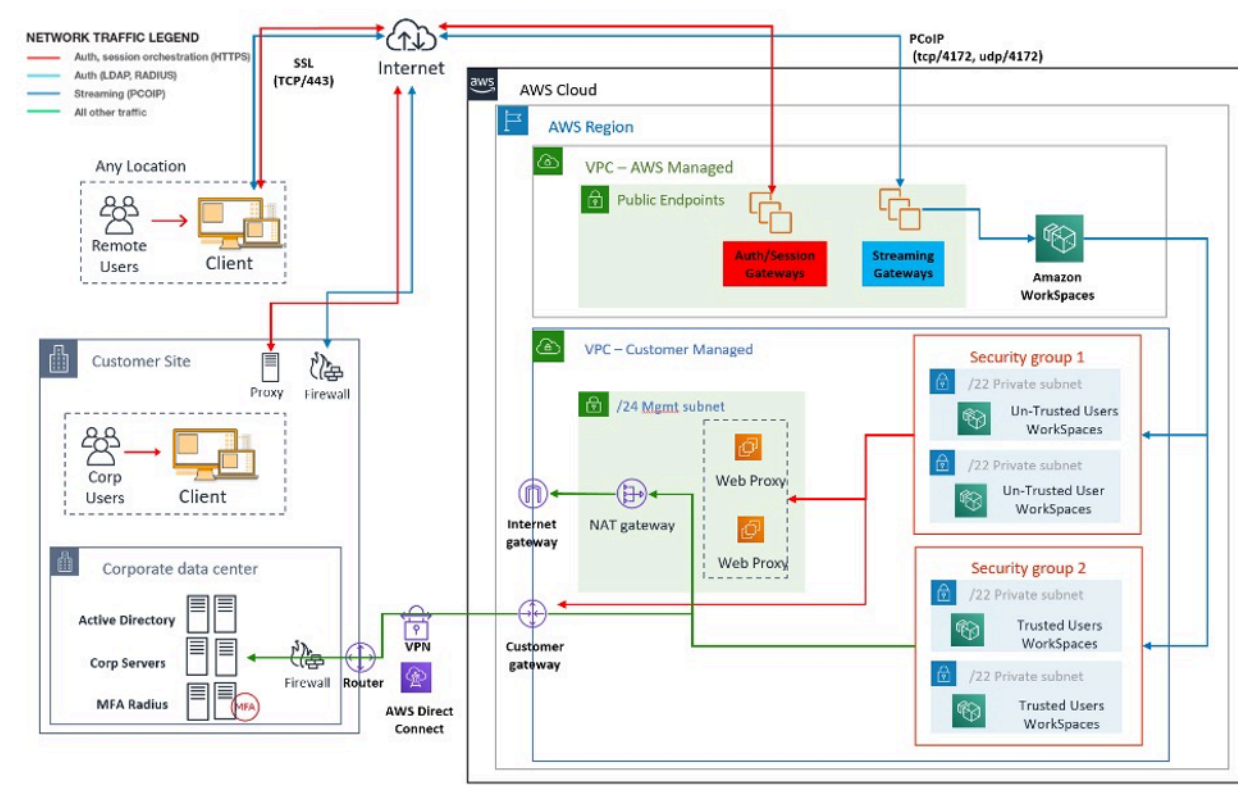 NETWORK TRAFFIC LEGEND
Auth, session orchestration (HTTPS)
Auth (LDAP, RADIUS)
Streaming (PCOIP)
All other traffic
SSL
(TCP/443)
Internet
PCoIP
(tcp/4172, udp/4172)
aws
AWS Cloud
AWS Region
VPC – AWS Managed
Public Endpoints
Auth/Session
Gateways
Streaming
Gateways
Amazon
WorkSpaces
Any Location
Remote
Users
Client
Customer Site
Proxy
Firewall
Corp
Users
Client
Corporate data center
Active Directory
Corp Servers
MFA Radius
MFA
Firewall
Router
VPN
AWS Direct
Connect
VPC – Customer Managed
/24 Mgmt subnet
Web Proxy
Web Proxy
NAT gateway
Internet
gateway
Customer
gateway
Security group 1
/22 Private subnet
Un-Trusted Users
WorkSpaces
/22 Private subnet
Un-Trusted User
WorkSpaces
Security group 2
/22 Private subnet
Trusted Users
WorkSpaces
/22 Private subnet
Trusted Users
WorkSpaces